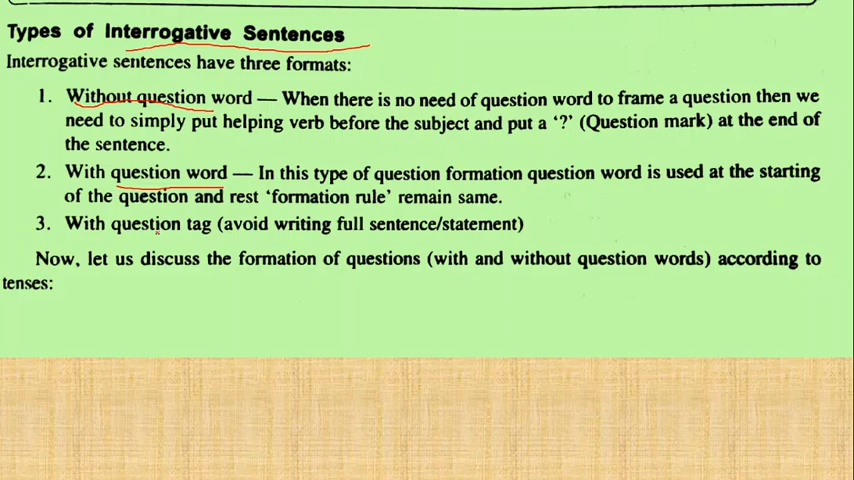 Types of Interrogative Sentences
Interrogative sentences have three formats:
1. Without question word — When there is no need of question word to frame a question then we
need to simply put helping verb before the subject and put a ‘?’ (Question mark) at the end of
the sentence.
2. With question word — In this type of question formation question word is used at the starting
of the question and rest ‘formation rule’ remain same.
3. With question tag (avoid writing full sentence/statement)
Now, let us discuss the formation of questions (with and without question words) according to
tenses: